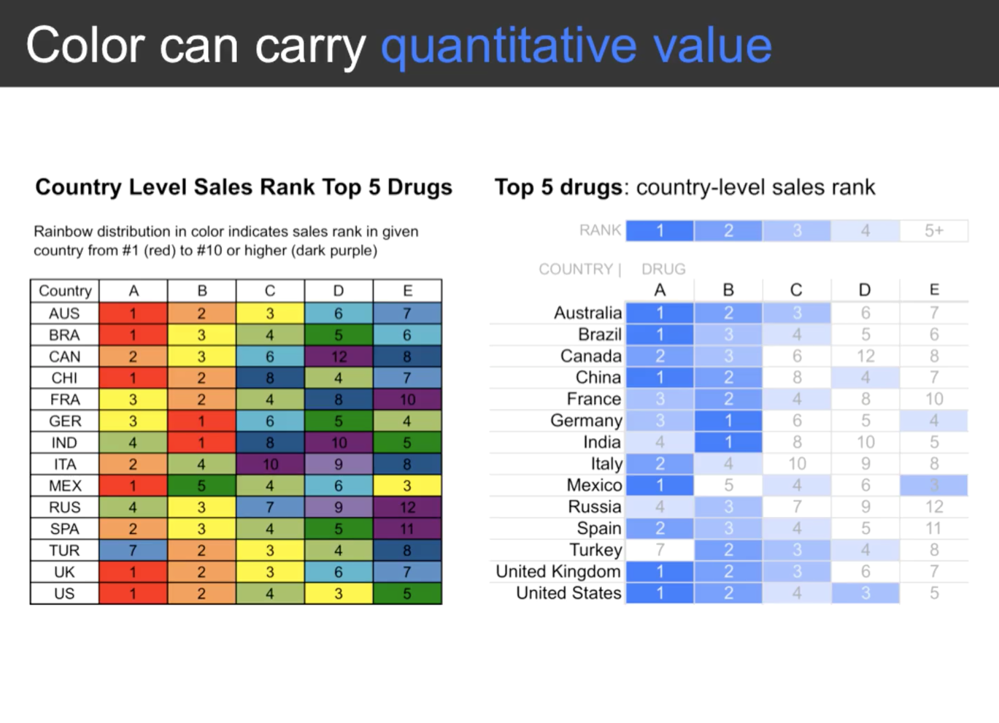 Color can carry quantitative value
Country Level Sales Rank Top 5 Drugs
Rainbow distribution in color indicates sales rank in given
country from #1 (red) to #10 or higher (dark purple)
Country A B C D E
AUS 1 2 3 6 7
BRA 1 3 4 5 6
CAN 2 3 6 12 8
CHI 1 2 8 4 7
FRA 3 2 4 8 10
GER 3 1 6 5 4
IND 4 1 8 10 5
ITA 2 4 10 9 8
MEX 1 5 4 6 3
RUS 4 3 7 9 12
SPA 2 3 4 5 11
TUR 7 2 3 4 8
UK 1 2 3 6 7
US 1 2 4 3 5
Top 5 drugs: country-level sales rank
RANK 1 2 3 4 5+
COUNTRY | DRUG
A B C D E
Australia 1 2 3 6 7
Brazil 1 3 4 5 6
Canada 2 3 6 12 8
China 1 2 8 4 7
France 3 2 4 8 10
Germany 3 1 6 5 4
India 4 1 8 10 5
Italy 2 4 10 9 8
Mexico 1 5 4 6 3
Russia 4 3 7 9 12
Spain 2 3 4 5 11
Turkey 7 2 3 4 8
United Kingdom 1 2 3 6 7
United States 1 2 4 3 5